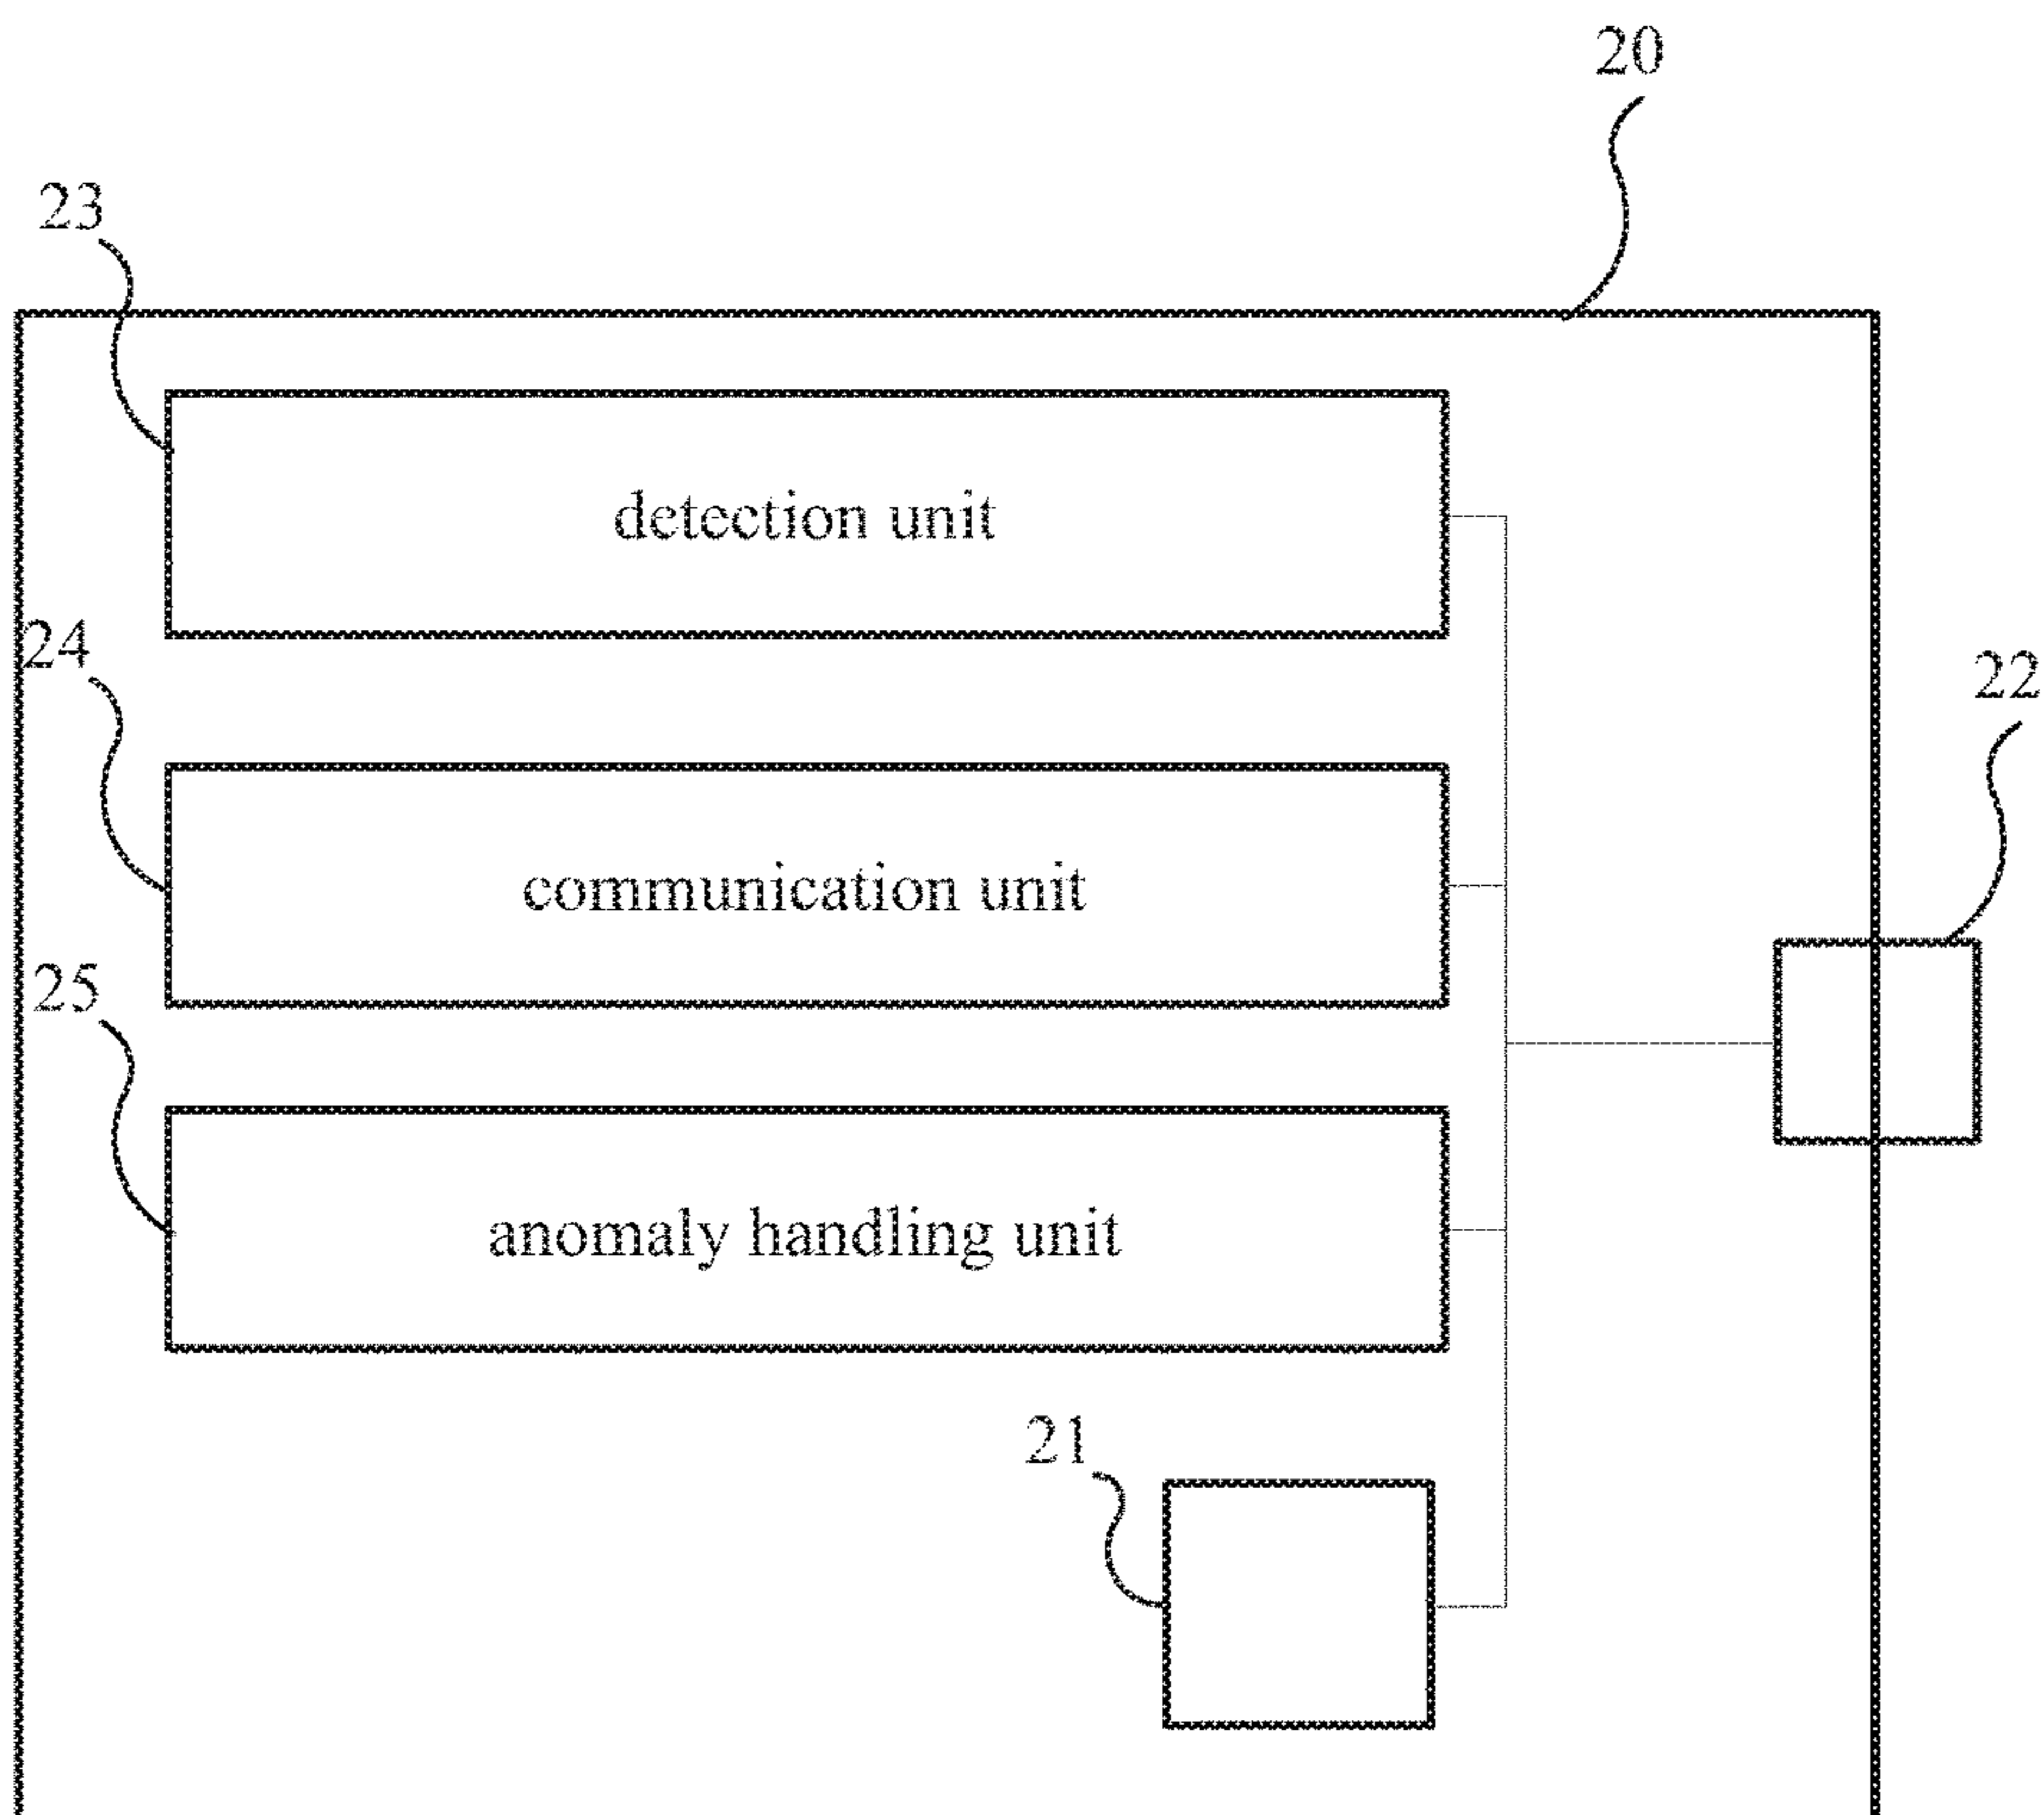 20
23
detection unit
24
22
communication unit
25
anomaly handling unit
21